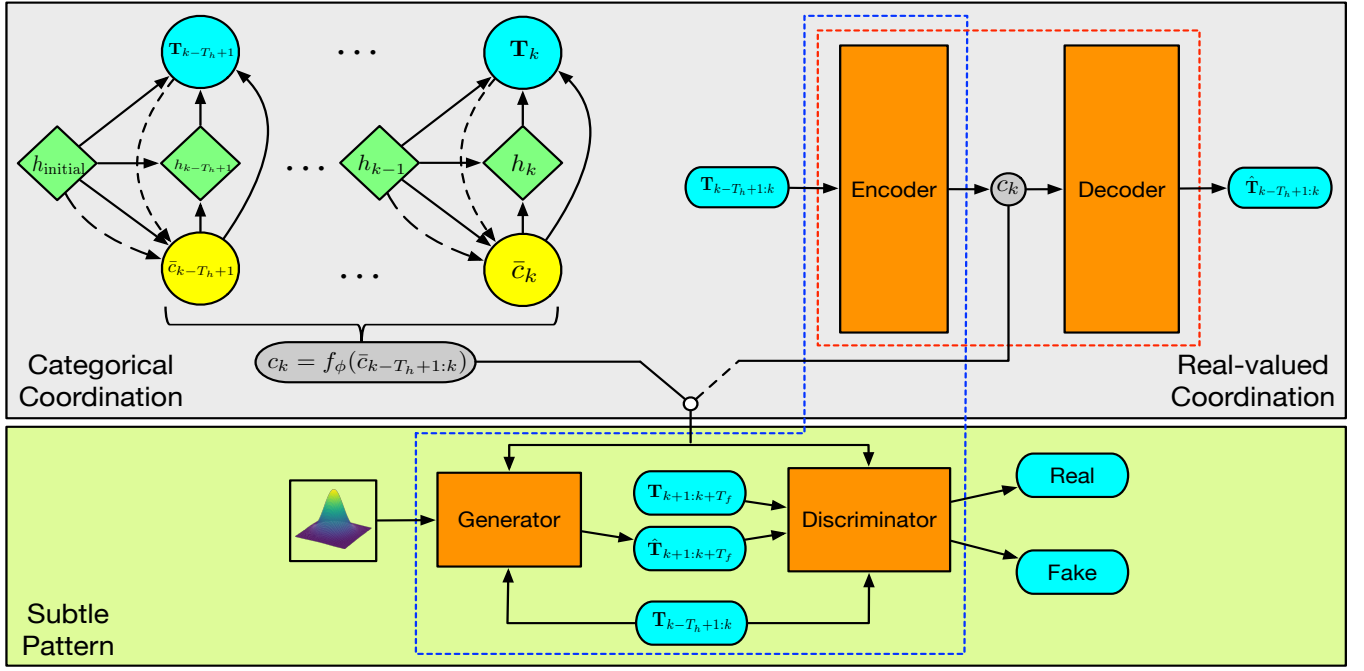 T_{k−T_h+1}
· · ·
T_k
h_{initial}
h_{k−T_h+1}
· · ·
h_{k−1}
h_k
c̄_{k−T_h+1}
· · ·
c̄_k
c_k = f_ϕ(c̄_{k−T_h+1:k})
Categorical
Coordination
T_{k−T_h+1:k}
Encoder
c_k
Decoder
T̂_{k−T_h+1:k}
Real-valued
Coordination
Generator
T_{k+1:k+T_f}
T̂_{k+1:k+T_f}
T_{k−T_h+1:k}
Discriminator
Real
Fake
Subtle
Pattern